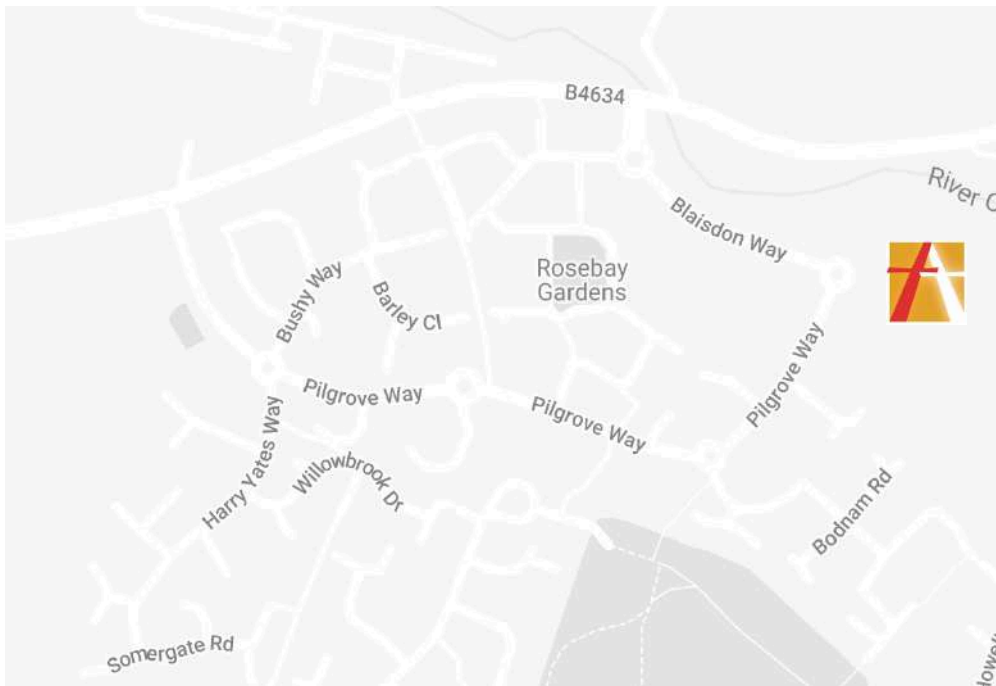 B4634
River C
Blaisdon Way
Rosebay
Gardens
Bushy Way
Barley Cl
Pilgrove Way
Pilgrove Way
Pilgrove Way
Harry Yates Way
Willowbrook Dr
Bodnam Rd
Somergate Rd
Howell